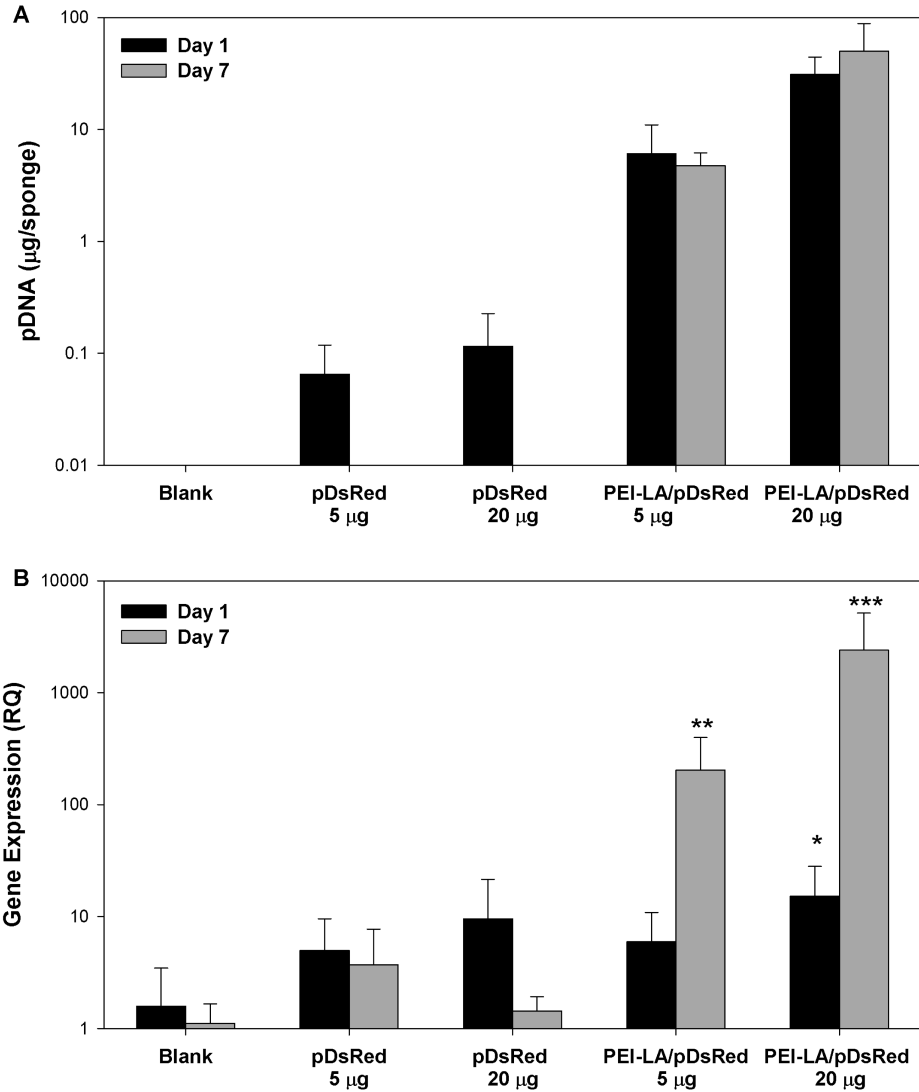 A
100
Day 1
Day 7
10
1
0.1
0.01
pDNA (μg/sponge)
Blank pDsRed pDsRed PEI-LA/pDsRed PEI-LA/pDsRed
5 μg 20 μg 5 μg 20 μg
B
10000
Day 1
Day 7
***
1000
**
100
*
10
1
Gene Expression (RQ)
Blank pDsRed pDsRed PEI-LA/pDsRed PEI-LA/pDsRed
5 μg 20 μg 5 μg 20 μg